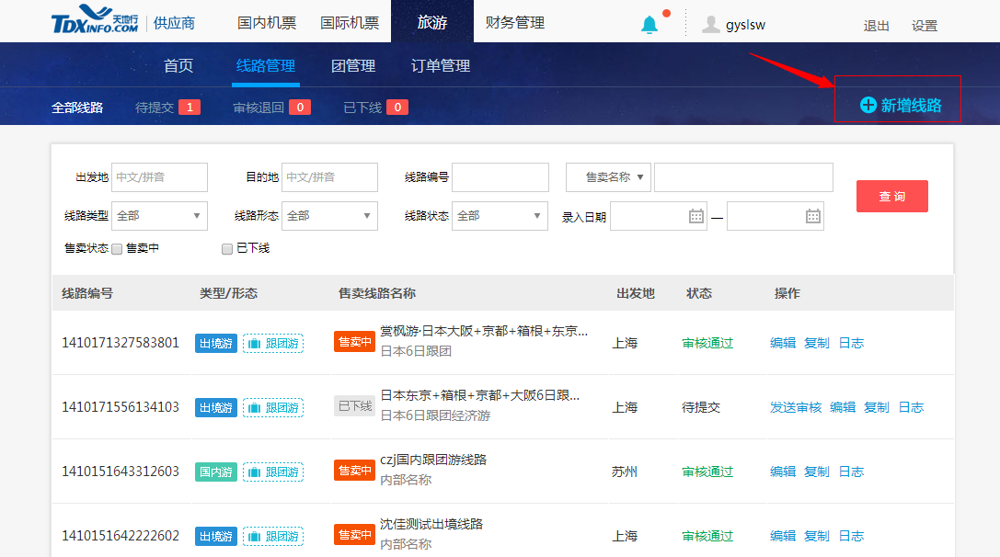 TDXINFO.COM 天地行 供应商 国内机票 国际机票 旅游 财务管理 gyslsw 退出 设置
首页 线路管理 团管理 订单管理
全部线路 待提交 1 审核退回 0 已下线 0 新增线路
出发地 中文/拼音 目的地 中文/拼音 线路编号 售卖名称 查 询
线路类型 全部 线路形态 全部 线路状态 全部 录入日期 —
售卖状态 售卖中 已下线
线路编号 类型/形态 售卖线路名称 出发地 状态 操作
1410171327583801 出境游 跟团游 售卖中 赏枫游·日本大阪+京都+箱根+东京... 上海 审核通过 编辑 复制 日志
日本6日跟团
1410171556134103 出境游 跟团游 已下线 日本东京+箱根+京都+大阪6日跟... 上海 待提交 发送审核 编辑 复制 日志
日本6日跟团经济游
1410151643312603 国内游 跟团游 售卖中 czj国内跟团游线路 苏州 审核通过 编辑 复制 日志
内部名称
1410151642222602 出境游 跟团游 售卖中 沈佳测试出境线路 上海 审核通过 编辑 复制 日志
内部名称